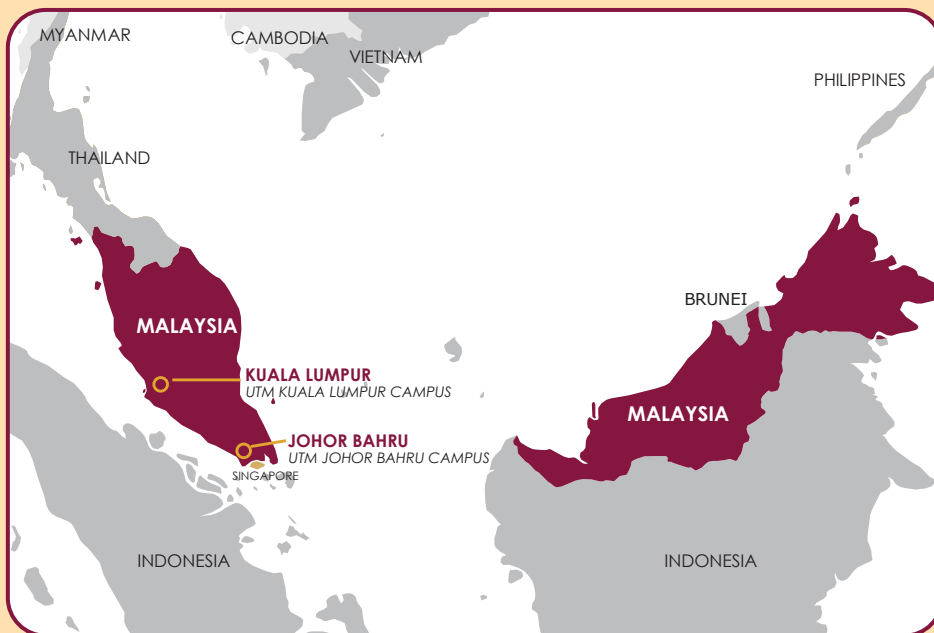 MYANMAR
CAMBODIA
VIETNAM
PHILIPPINES
THAILAND
BRUNEI
MALAYSIA
KUALA LUMPUR
UTM KUALA LUMPUR CAMPUS
MALAYSIA
JOHOR BAHRU
UTM JOHOR BAHRU CAMPUS
SINGAPORE
INDONESIA
INDONESIA